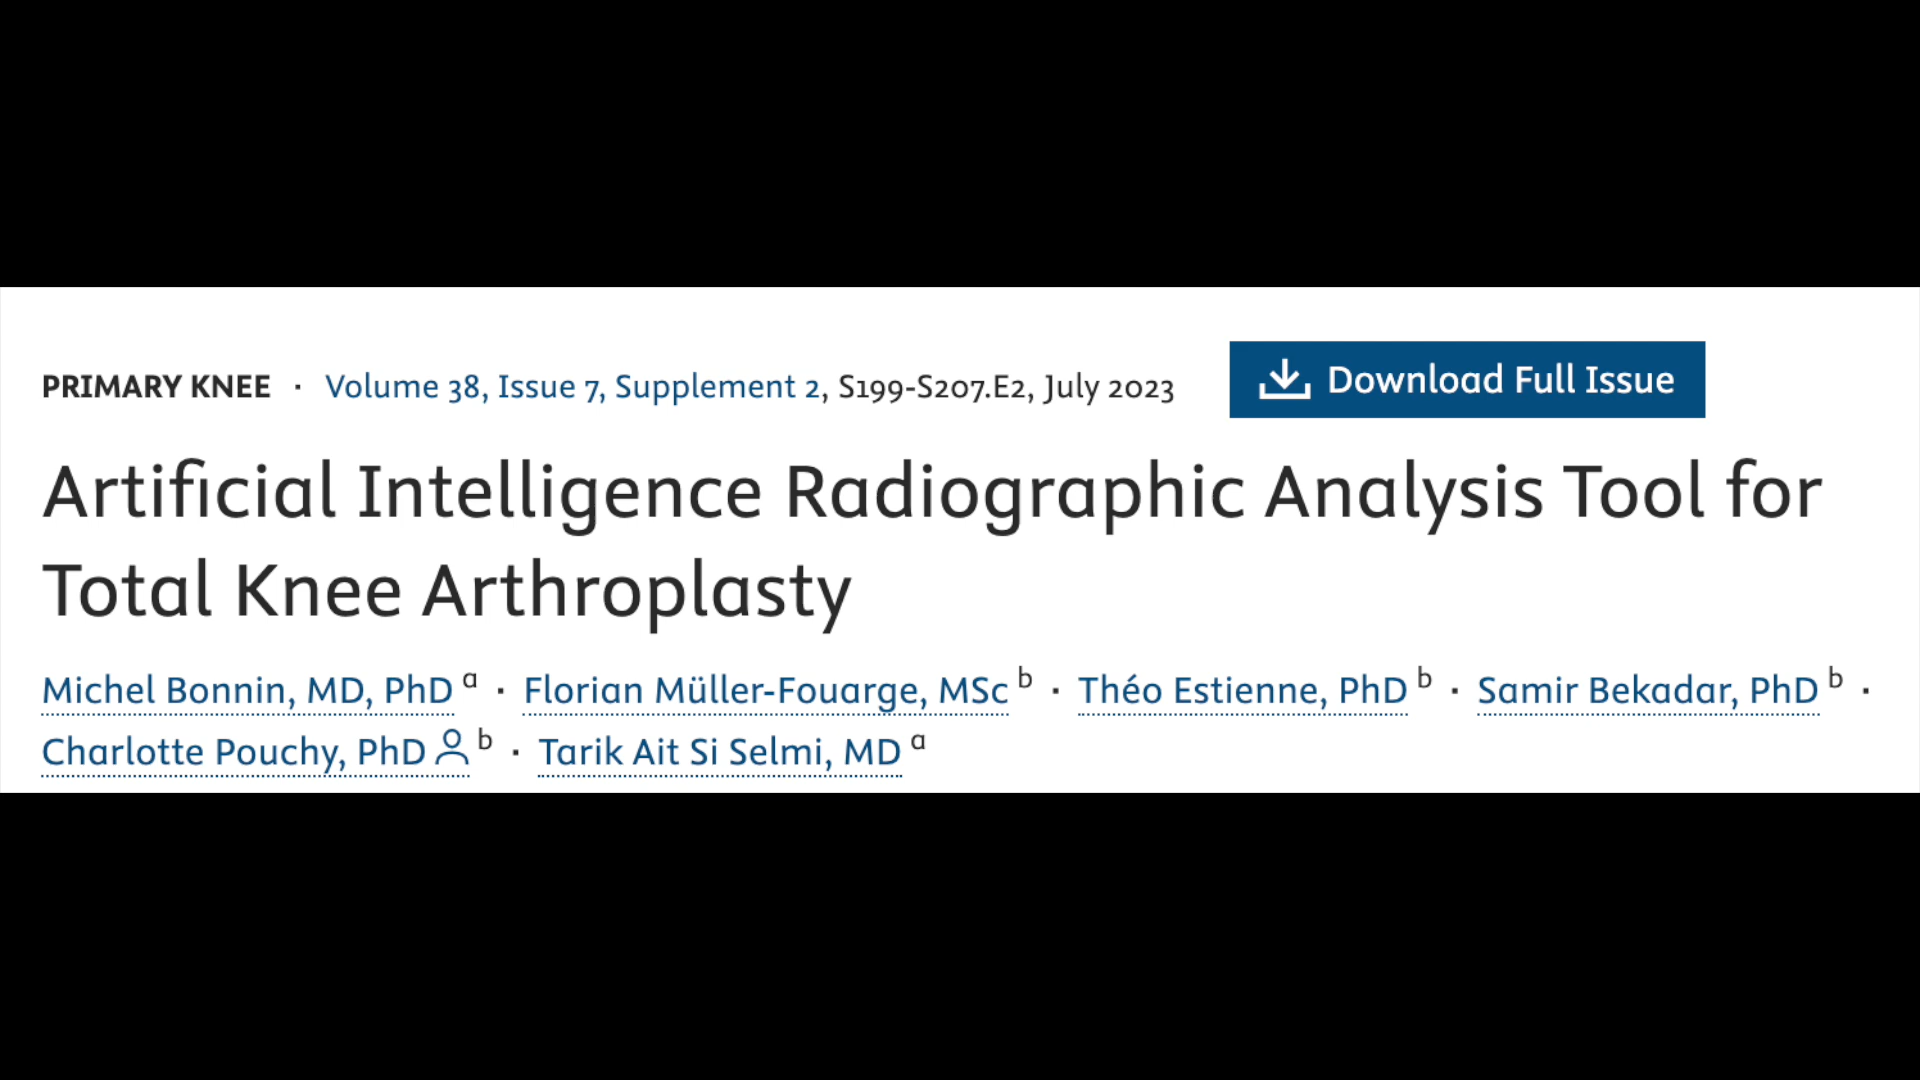 PRIMARY KNEE · Volume 38, Issue 7, Supplement 2, S199-S207.E2, July 2023 Download Full Issue
Artificial Intelligence Radiographic Analysis Tool for
Total Knee Arthroplasty
Michel Bonnin, MD, PhD a · Florian Müller-Fouarge, MSc b · Théo Estienne, PhD b · Samir Bekadar, PhD b ·
Charlotte Pouchy, PhD b · Tarik Ait Si Selmi, MD a